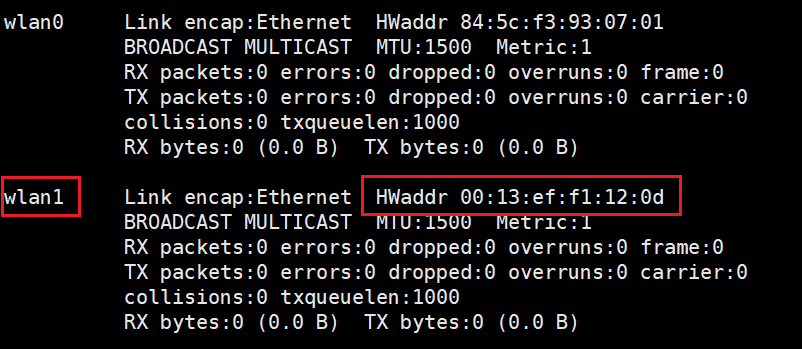 wlan0 Link encap:Ethernet HWaddr 84:5c:f3:93:07:01
BROADCAST MULTICAST MTU:1500 Metric:1
RX packets:0 errors:0 dropped:0 overruns:0 frame:0
TX packets:0 errors:0 dropped:0 overruns:0 carrier:0
collisions:0 txqueuelen:1000
RX bytes:0 (0.0 B) TX bytes:0 (0.0 B)
wlan1 Link encap:Ethernet HWaddr 00:13:ef:f1:12:0d
BROADCAST MULTICAST MTU:1500 Metric:1
RX packets:0 errors:0 dropped:0 overruns:0 frame:0
TX packets:0 errors:0 dropped:0 overruns:0 carrier:0
collisions:0 txqueuelen:1000
RX bytes:0 (0.0 B) TX bytes:0 (0.0 B)